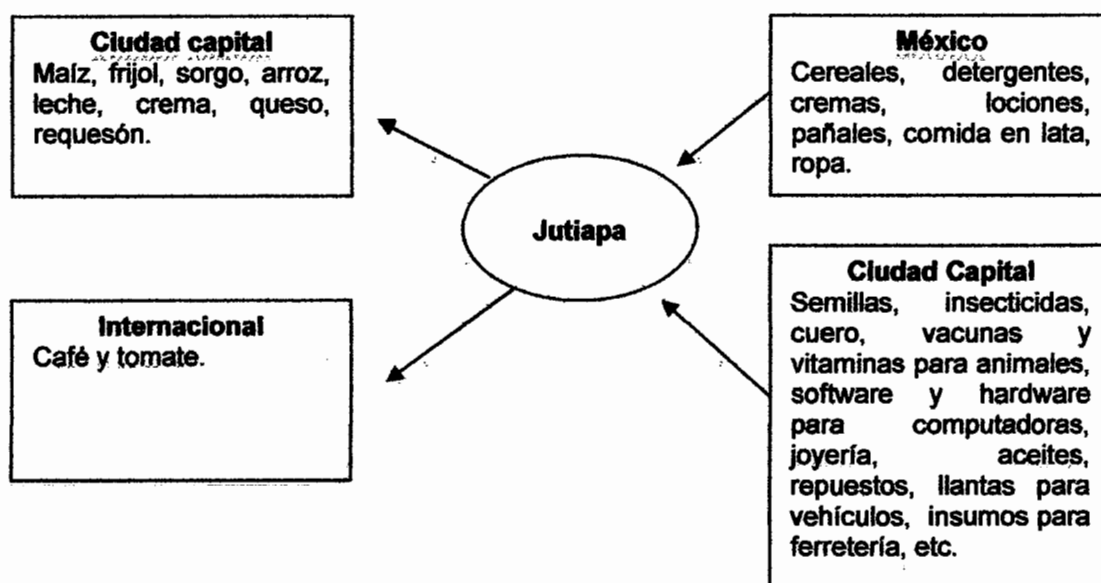 Ciudad capital
Maíz, frijol, sorgo, arroz,
leche, crema, queso,
requesón.
México
Cereales, detergentes,
cremas, lociones,
pañales, comida en lata,
ropa.
Jutiapa
Internacional
Café y tomate.
Ciudad Capital
Semillas, insecticidas,
cuero, vacunas y
vitaminas para animales,
software y hardware
para computadoras,
joyería, aceites,
repuestos, llantas para
vehículos, insumos para
ferretería, etc.